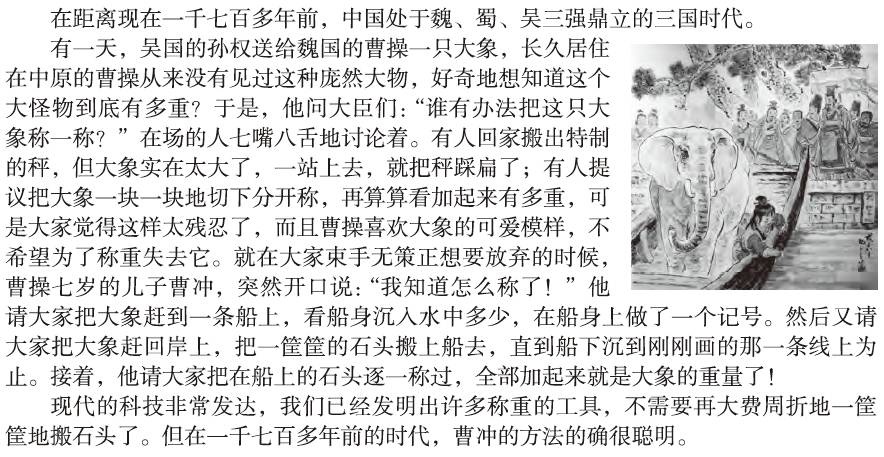 在距离现在一千七百多年前，中国处于魏、蜀、吴三强鼎立的三国时代。
有一天，吴国的孙权送给魏国的曹操一只大象，长久居住
在中原的曹操从来没有见过这种庞然大物，好奇地想知道这个
大怪物到底有多重？于是，他问大臣们：“谁有办法把这只大
象称一称？”在场的人七嘴八舌地讨论着。有人回家搬出特制
的秤，但大象实在太大了，一站上去，就把秤踩扁了；有人提
议把大象一块一块地切下分开称，再算算看加起来有多重，可
是大家觉得这样太残忍了，而且曹操喜欢大象的可爱模样，不
希望为了称重失去它。就在大家束手无策正想要放弃的时候，
曹操七岁的儿子曹冲，突然开口说：“我知道怎么称了！”他
请大家把大象赶到一条船上，看船身沉入水中多少，在船身上做了一个记号。然后又请
大家把大象赶回岸上，把一筐筐的石头搬上船去，直到船下沉到刚刚画的那一条线上为
止。接着，他请大家把在船上的石头逐一称过，全部加起来就是大象的重量了！
现代的科技非常发达，我们已经发明出许多称重的工具，不需要再大费周折地一筐
筐地搬石头了。但在一千七百多年前的时代，曹冲的方法的确很聪明。